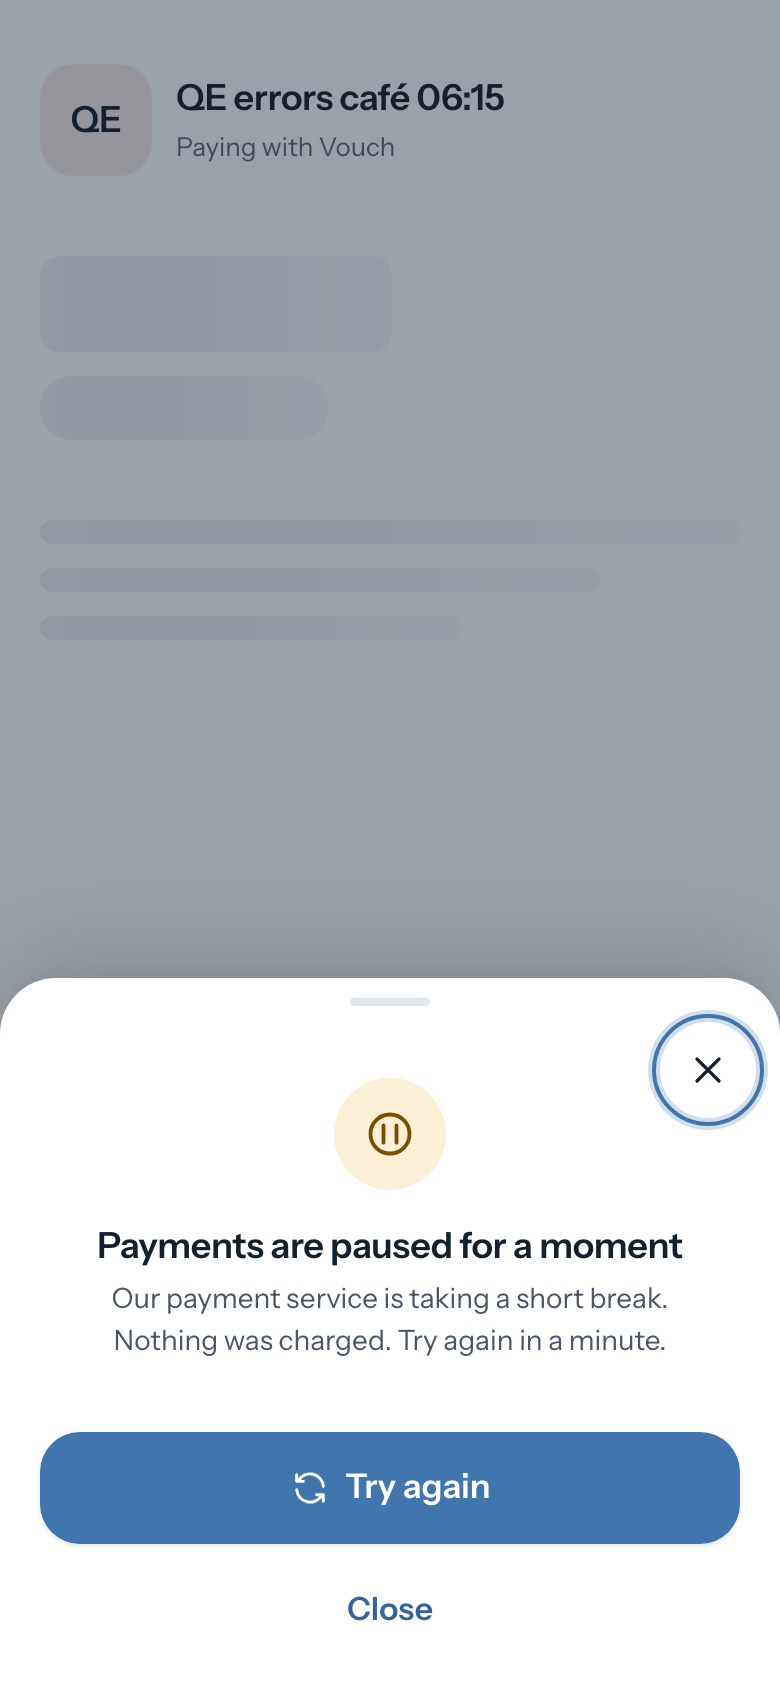 QE
QE errors café 06:15
Paying with Vouch
Payments are paused for a moment
Our payment service is taking a short break.
Nothing was charged. Try again in a minute.
Try again
Close